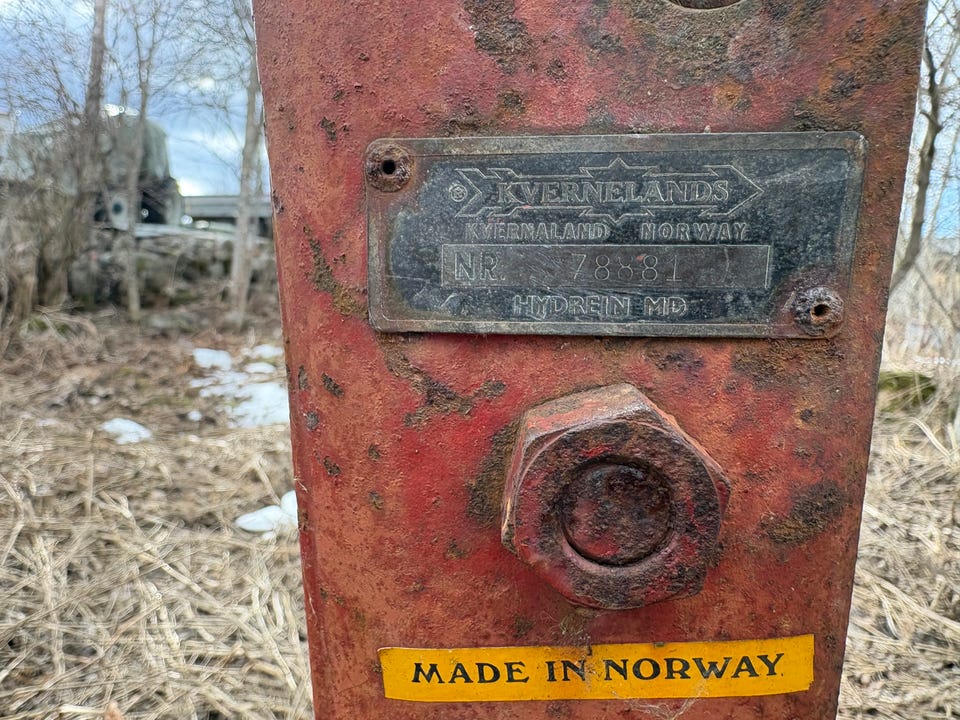 © KVERNELANDS
KVERNALAND NORWAY
NR. 78881
HYDREIN MD
MADE IN NORWAY